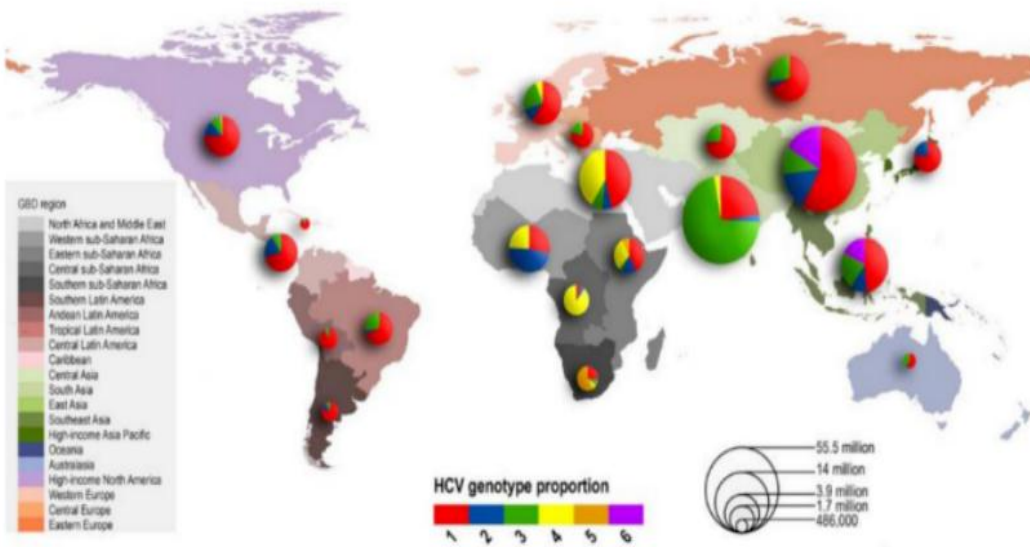 GBD region
North Africa and Middle East
Western sub-Saharan Africa
Eastern sub-Saharan Africa
Central sub-Saharan Africa
Southern sub-Saharan Africa
Southern Latin America
Andean Latin America
Tropical Latin America
Central Latin America
Caribbean
Central Asia
South Asia
East Asia
Southeast Asia
High-income Asia Pacific
Oceania
Australasia
High-income North America
Western Europe
Central Europe
Eastern Europe
HCV genotype proportion
1 2 3 4 5 6
55.5 million
14 million
3.9 million
1.7 million
486,000